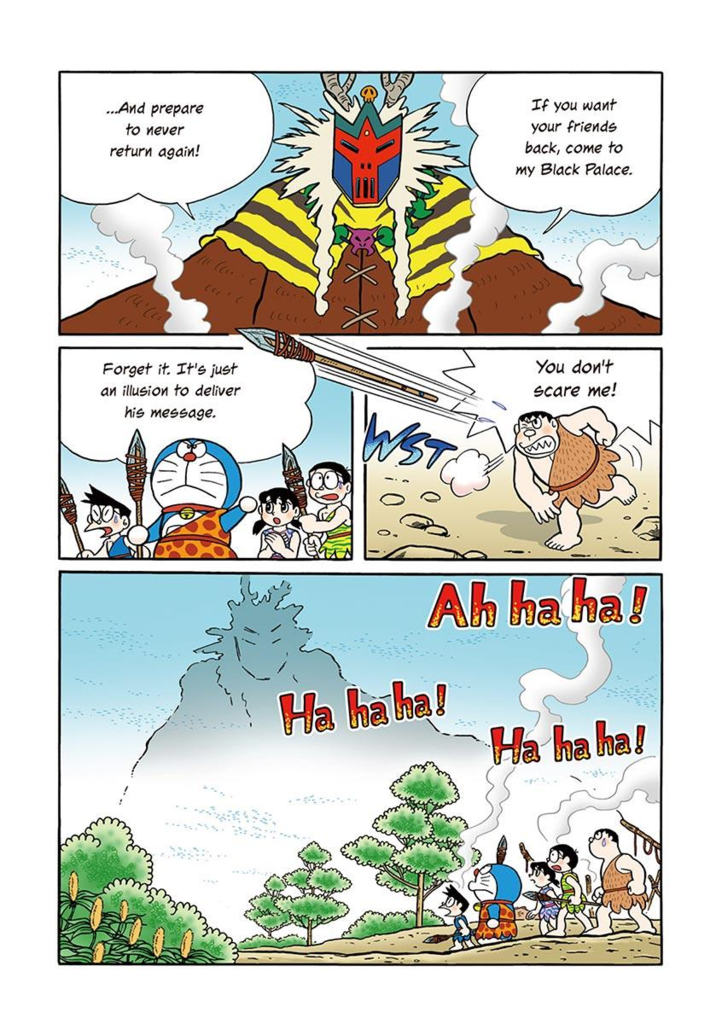 If you want
your friends
back, come to
my Black Palace.
...And prepare
to never
return again!
You don't
scare me!
WST
Forget it. It's just
an illusion to deliver
his message.
Ah ha ha!
Ha ha ha!
Ha ha ha!